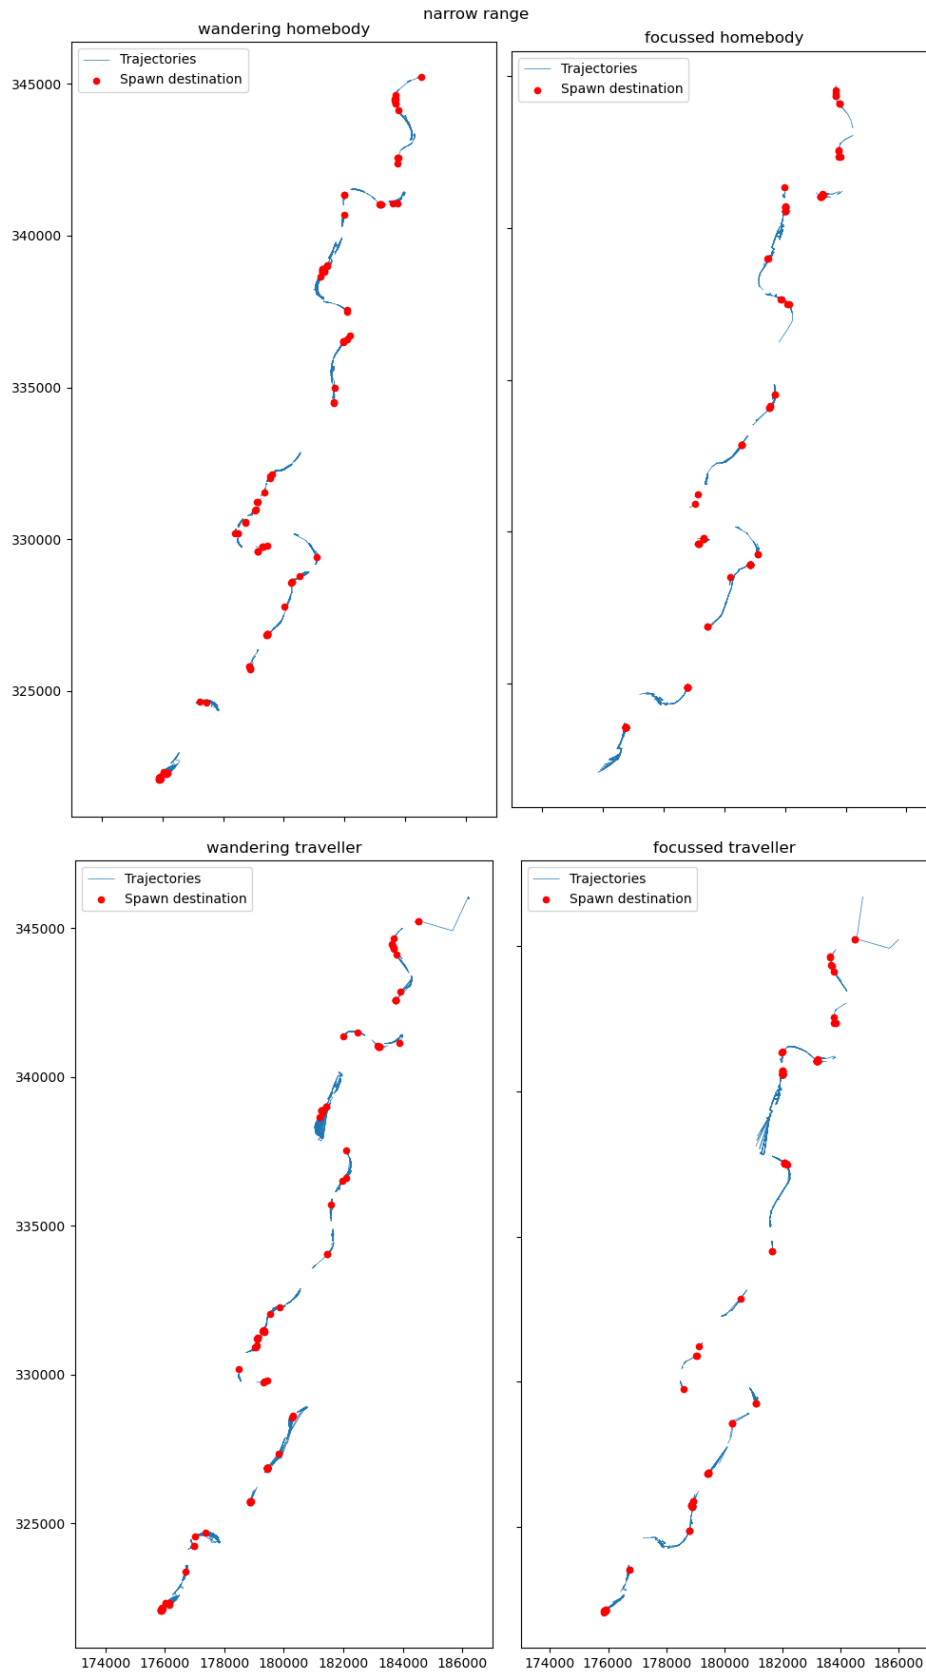 narrow range
wandering homebody
focussed homebody
Trajectories
Spawn destination
Trajectories
Spawn destination
345000
340000
335000
330000
325000
wandering traveller
focussed traveller
Trajectories
Spawn destination
Trajectories
Spawn destination
345000
340000
335000
330000
325000
174000 176000 178000 180000 182000 184000 186000
174000 176000 178000 180000 182000 184000 186000